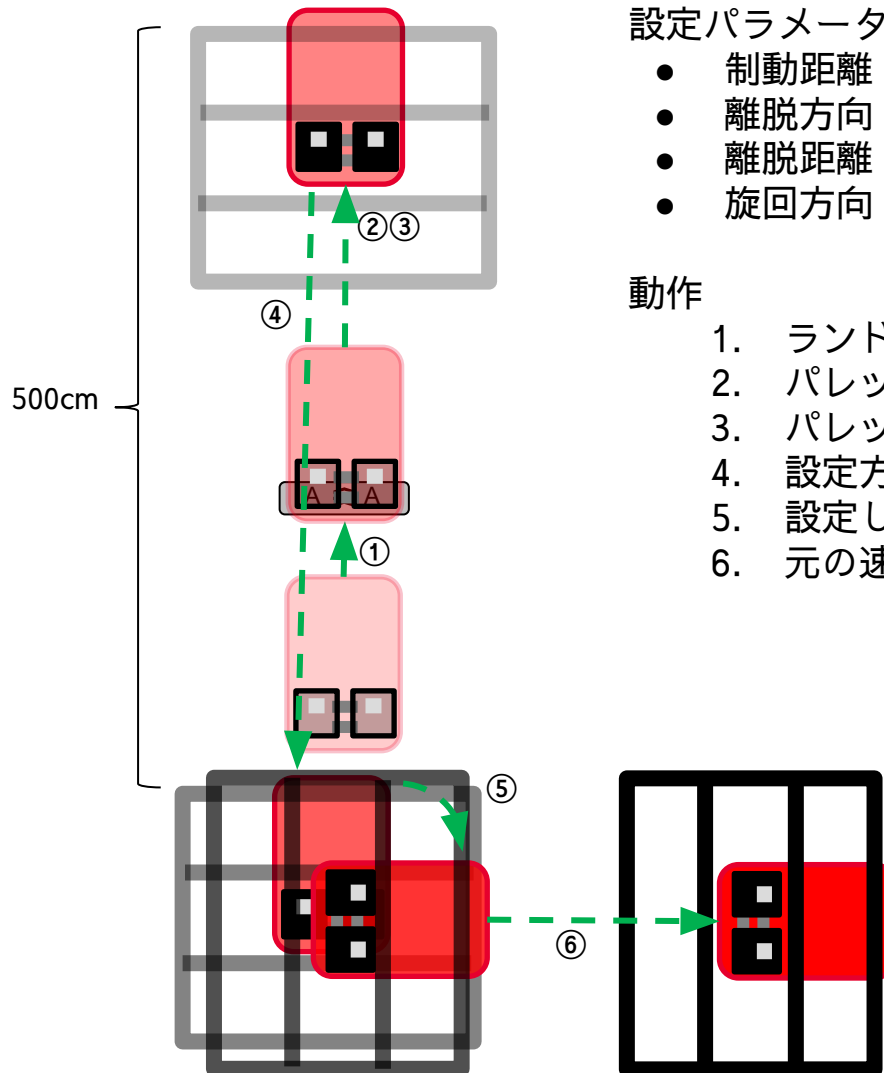 設定パラメータ
● 制動距離
● 離脱方向
● 離脱距離
● 旋回方向
動作
1. ランド
2. パレッ
3. パレッ
4. 設定方
5. 設定し
6. 元の速
②③
④
500cm
A A
①
⑤
⑥